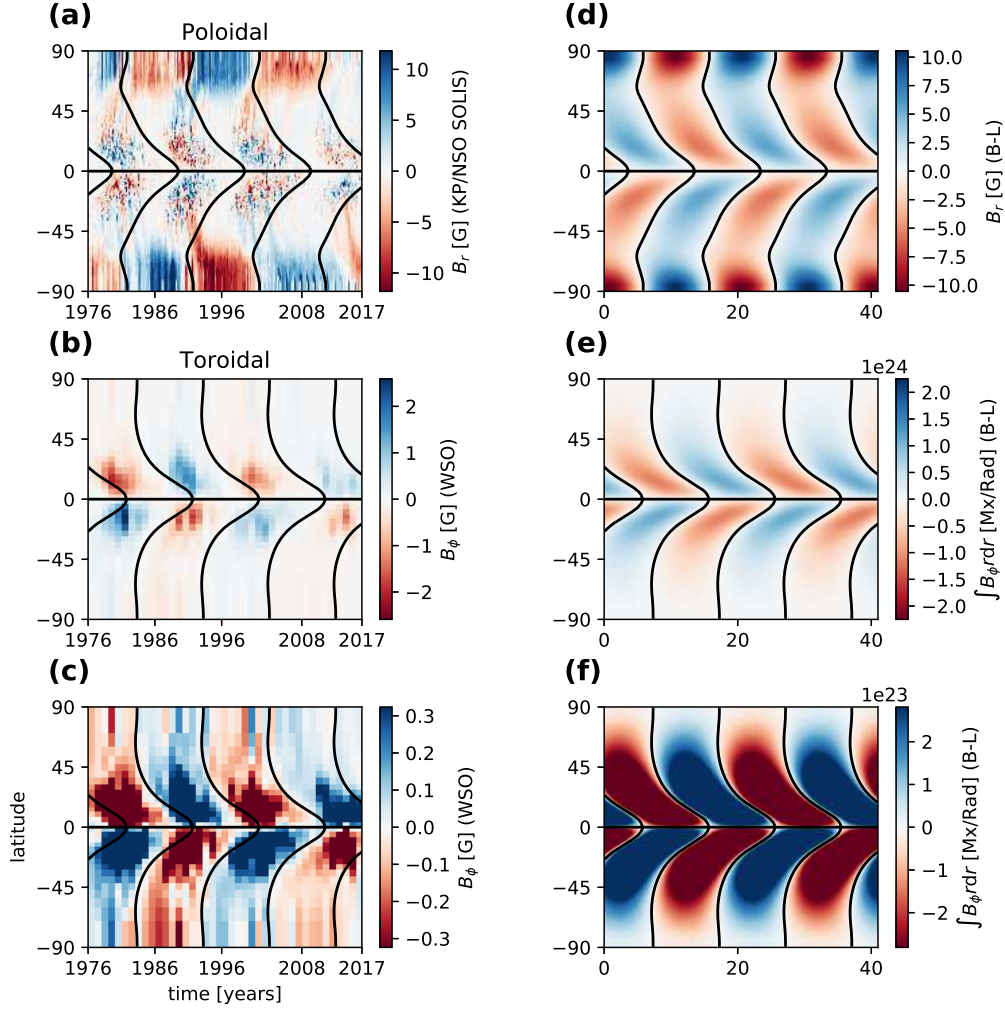 (a)
Poloidal
90
45
0
−45
−90
1976 1986 1996 2008 2017
10
5
0
−5
−10
B_r [G] (KP/NSO SOLIS)
(d)
90
45
0
−45
−90
0 20 40
10.0
7.5
5.0
2.5
0.0
−2.5
−5.0
−7.5
−10.0
B_r [G] (B-L)
(b)
Toroidal
90
45
0
−45
−90
1976 1986 1996 2008 2017
2
1
0
−1
−2
B_ϕ [G] (WSO)
(e)
1e24
90
45
0
−45
−90
0 20 40
2.0
1.5
1.0
0.5
0.0
−0.5
−1.0
−1.5
−2.0
∫B_ϕrdr [Mx/Rad] (B-L)
(c)
latitude
90
45
0
−45
−90
1976 1986 1996 2008 2017
time [years]
0.3
0.2
0.1
0.0
−0.1
−0.2
−0.3
B_ϕ [G] (WSO)
(f)
1e23
90
45
0
−45
−90
0 20 40
2
1
0
−1
−2
∫B_ϕrdr [Mx/Rad] (B-L)